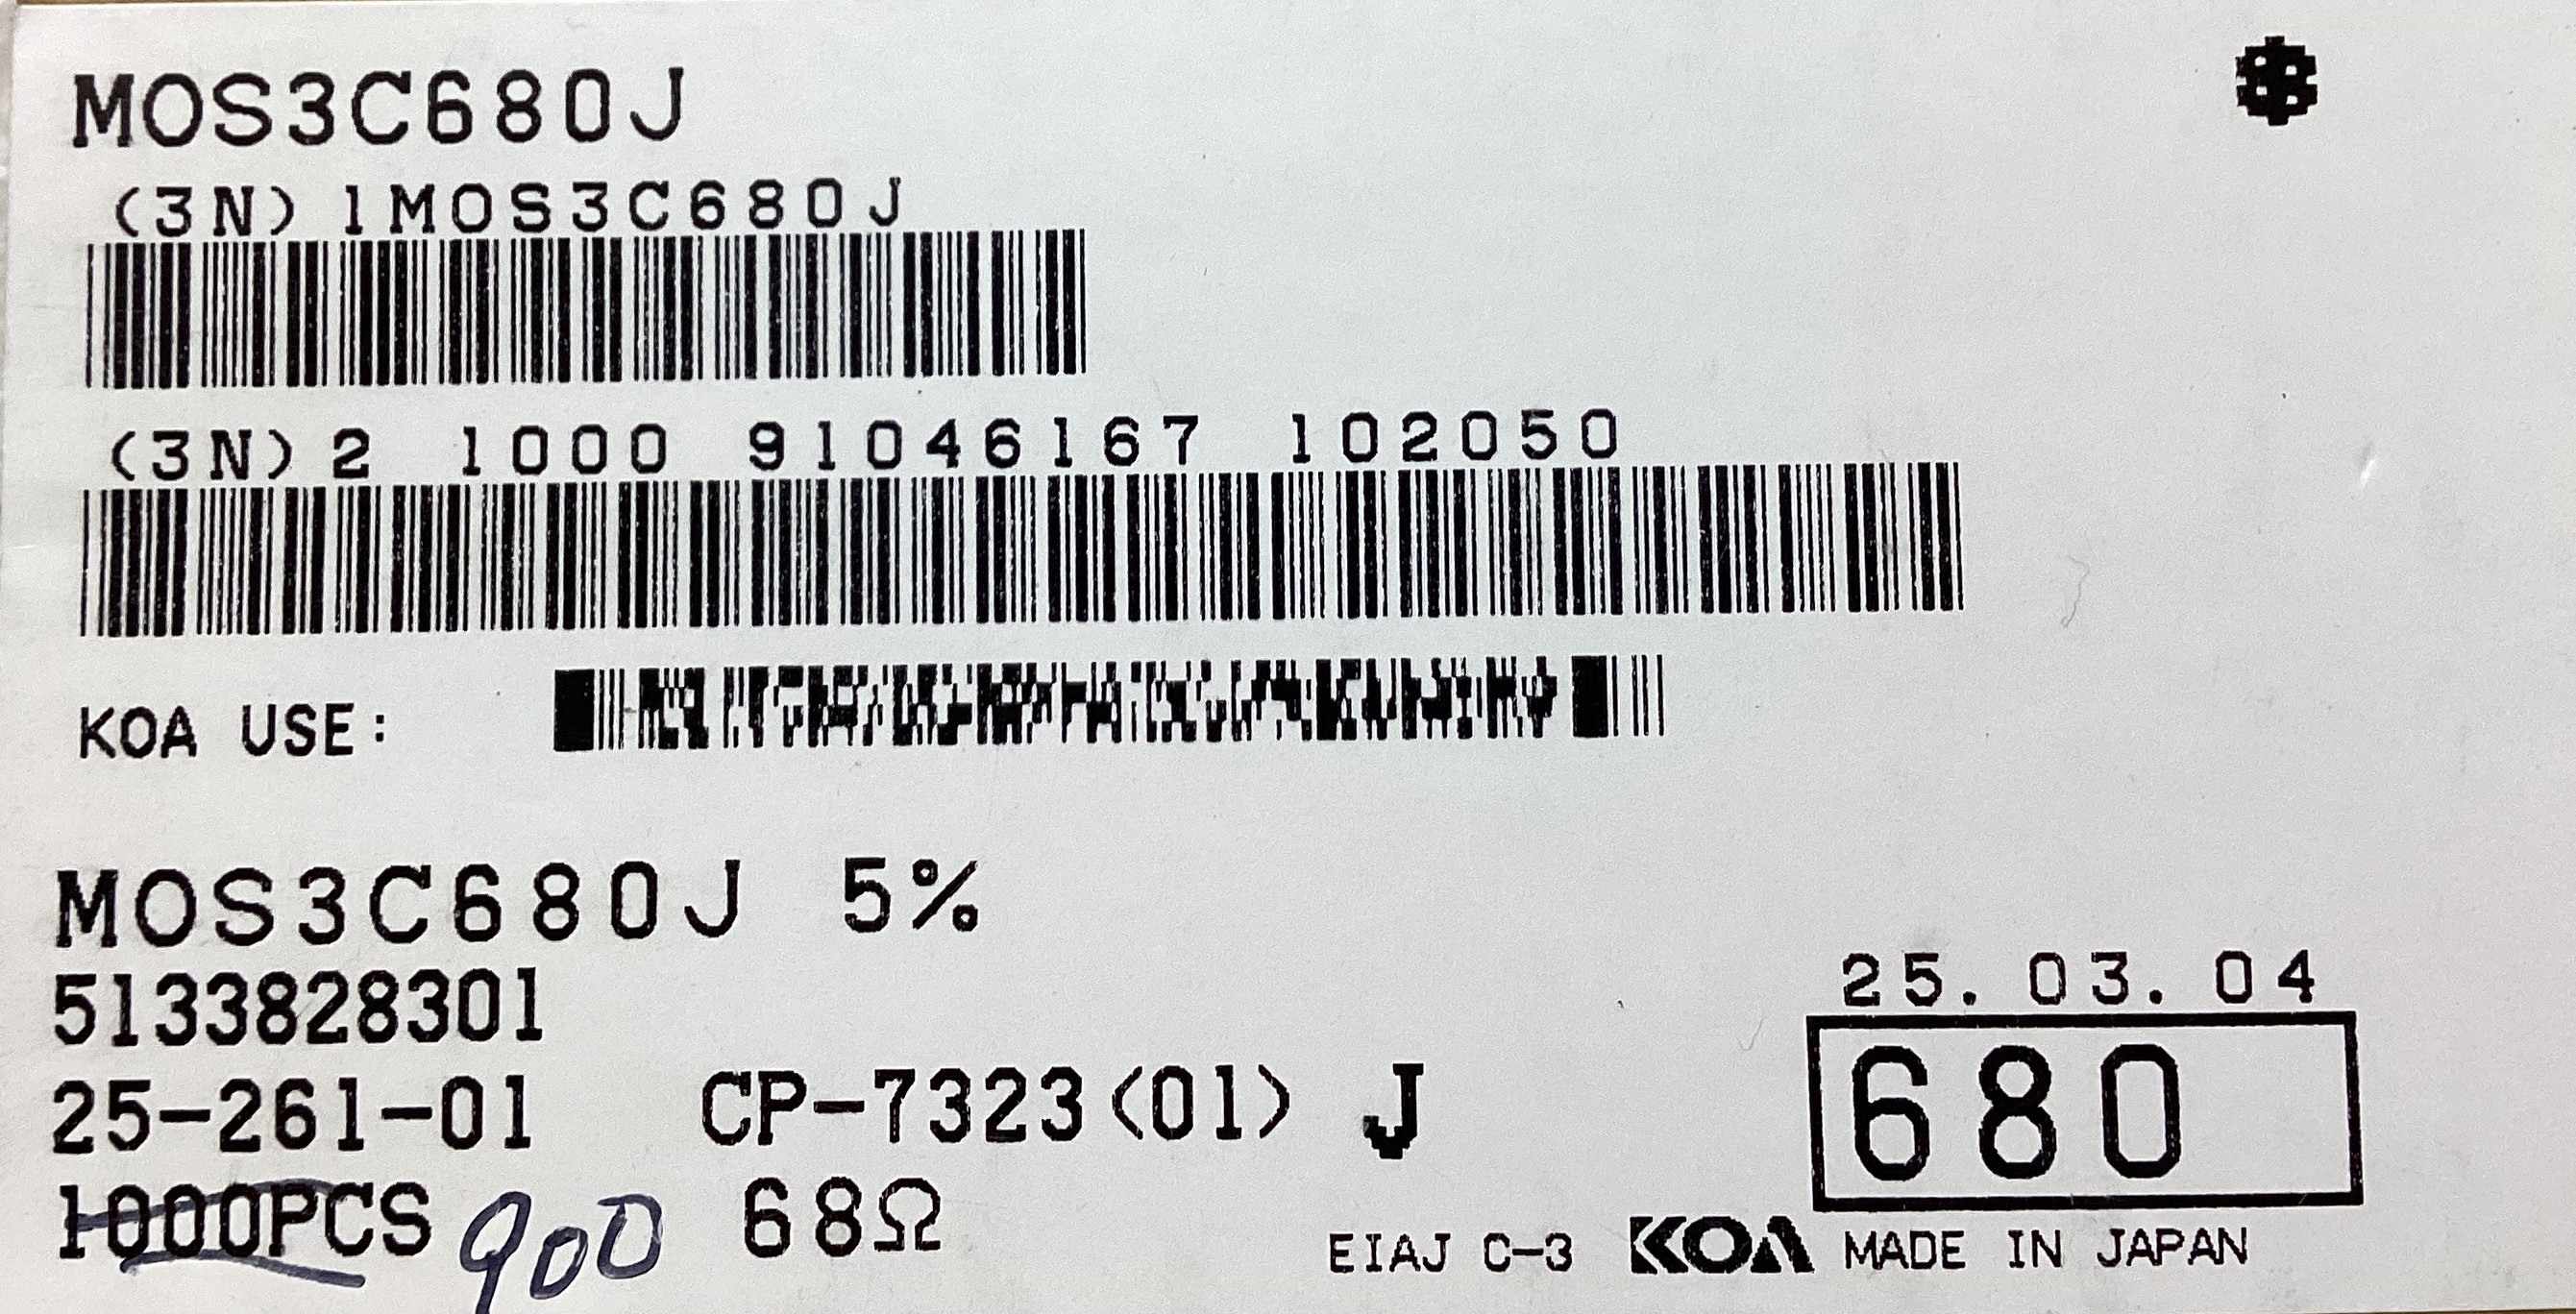 MOS3C680J
(3N)1MOS3C680J
(3N)2 1000 91046167 102050
KOA USE:
MOS3C680J 5%
5133828301
25-261-01 CP-7323<01> J
25.03.04
680
1000PCS 900 68Ω
EIAJ C-3 KOA MADE IN JAPAN